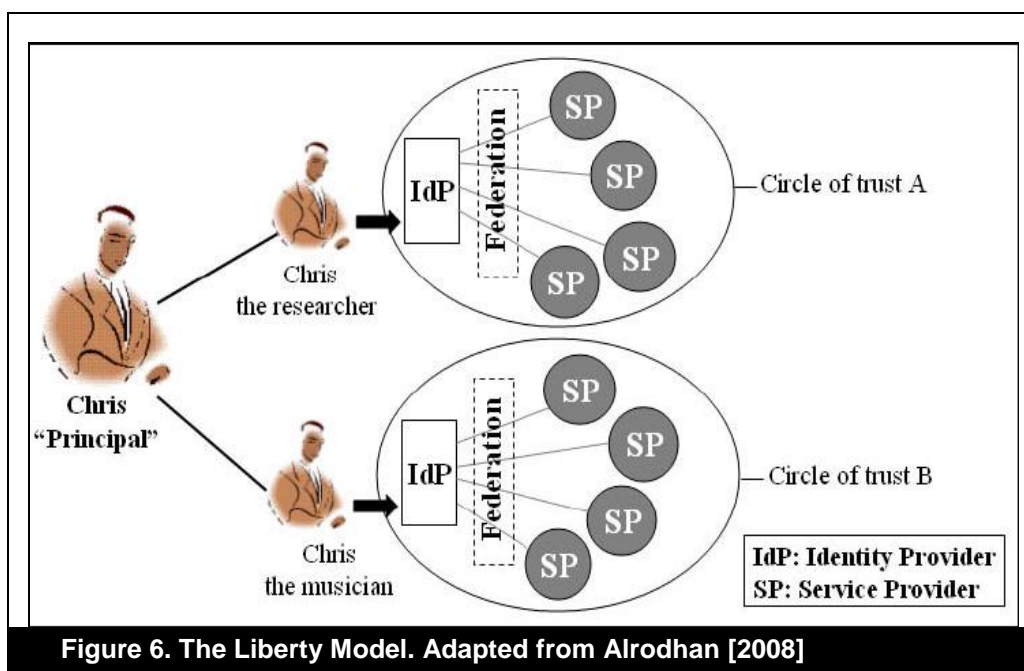 SP
SP
SP
SP
IdP
Federation
Circle of trust A
Chris
the researcher
Chris
“Principal”
SP
SP
SP
SP
IdP
Federation
Circle of trust B
Chris
the musician
IdP: Identity Provider
SP: Service Provider
Figure 6. The Liberty Model. Adapted from Alrodhan [2008]